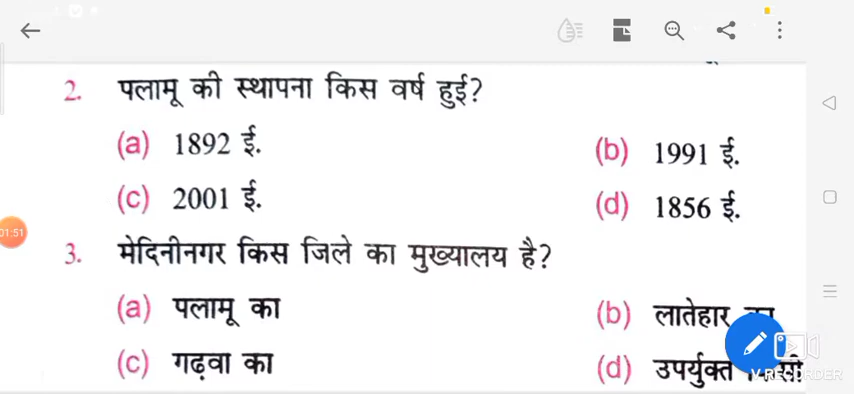 2. पलामू की स्थापना किस वर्ष हुई?
(a) 1892 ई.
(b) 1991 ई.
(c) 2001 ई.
(d) 1856 ई.
3. मेदिनीनगर किस जिले का मुख्यालय है?
(a) पलामू का
(b) लातेहार का
(c) गढ़वा का
(d) उपर्युक्त
01:51
V RECORDER